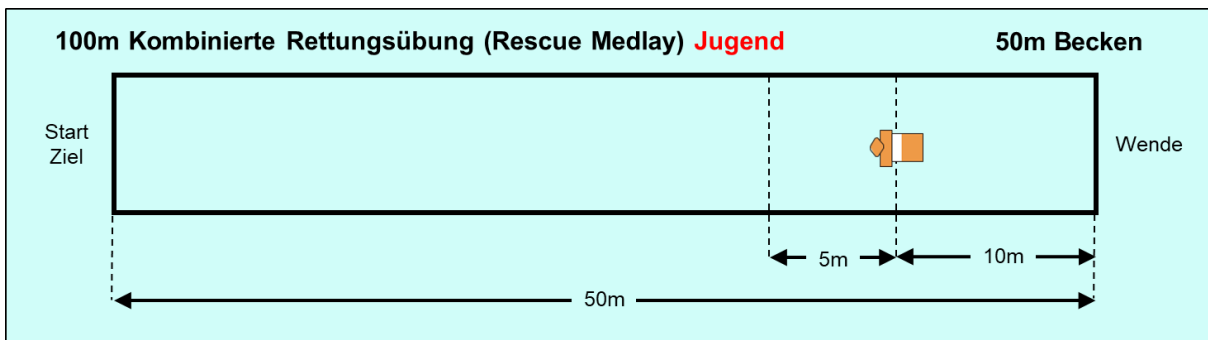 100m Kombinierte Rettungsübung (Rescue Medlay) Jugend 50m Becken
Start
Ziel
Wende
5m
10m
50m